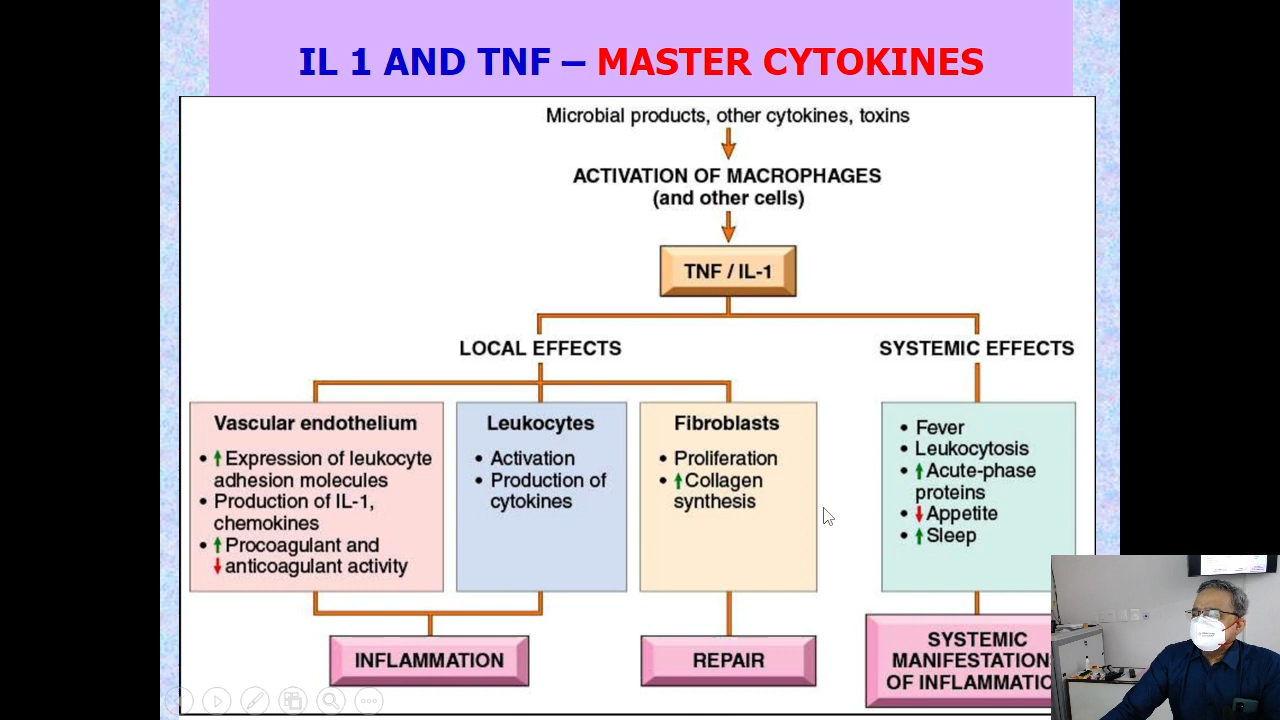 IL 1 AND TNF – MASTER CYTOKINES
Microbial products, other cytokines, toxins
ACTIVATION OF MACROPHAGES
(and other cells)
TNF / IL-1
LOCAL EFFECTS
SYSTEMIC EFFECTS
Vascular endothelium
• ↑ Expression of leukocyte
adhesion molecules
• Production of IL-1,
chemokines
• ↑ Procoagulant and
↓ anticoagulant activity
Leukocytes
• Activation
• Production of
cytokines
Fibroblasts
• Proliferation
• ↑ Collagen
synthesis
• Fever
• Leukocytosis
• ↑ Acute-phase
proteins
• ↓ Appetite
• ↑ Sleep
INFLAMMATION
REPAIR
SYSTEMIC
MANIFESTATION
OF INFLAMMATIO